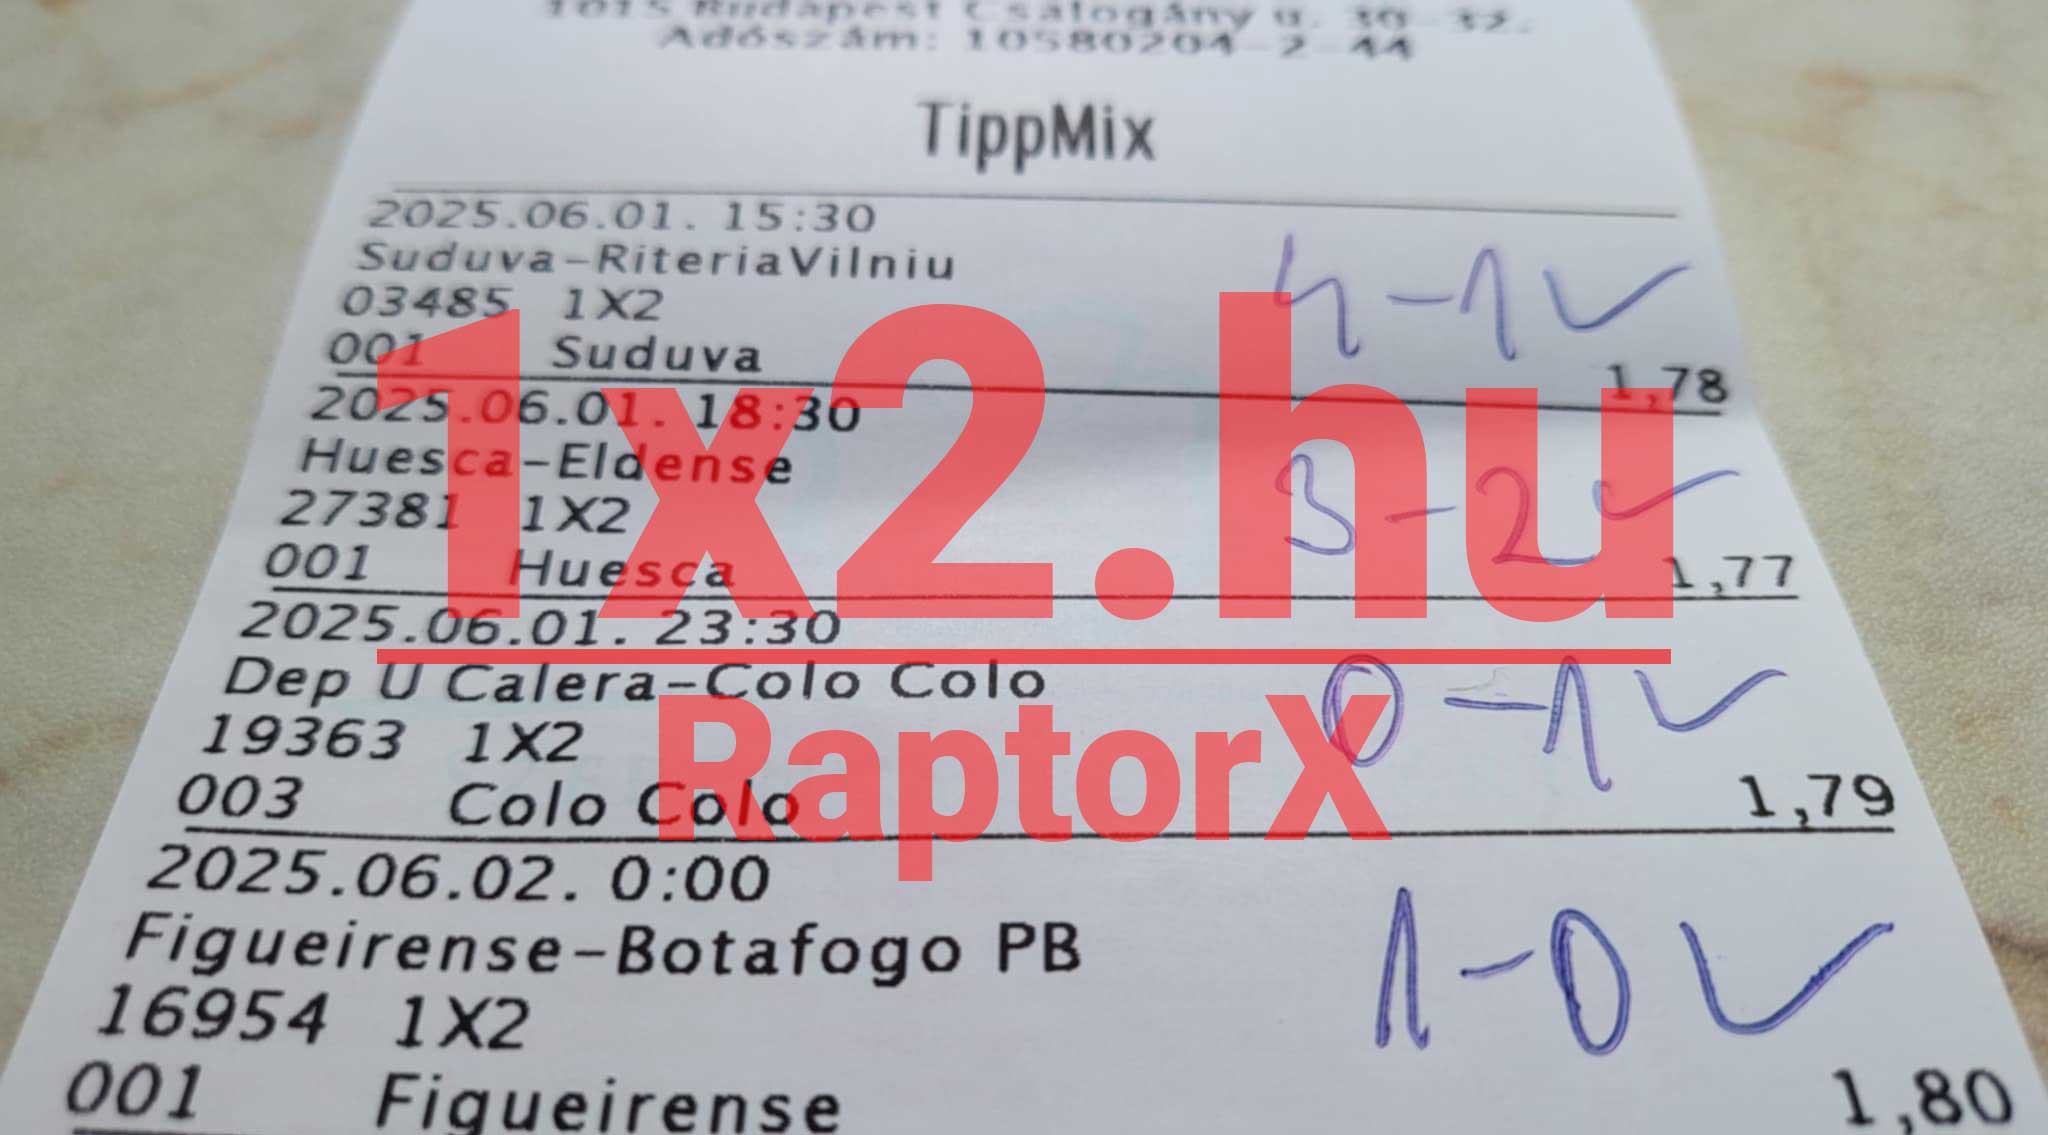 1015 Budapest Csalogány u. 30-32.
Adószám: 10580204-2-44
TippMix
2025.06.01. 15:30
Suduva-RiteriaVilniu
03485 1X2
4-1 ✓
001 Suduva 1,78
2025.06.01. 18:30
Huesca-Eldense
27381 1X2
3-2 ✓
001 Huesca 1,77
2025.06.01. 23:30
Dep U Calera-Colo Colo
19363 1X2
0-1 ✓
003 Colo Colo 1,79
2025.06.02. 0:00
Figueirense-Botafogo PB
16954 1X2
1-0 ✓
001 Figueirense 1,80
1x2.hu
RaptorX